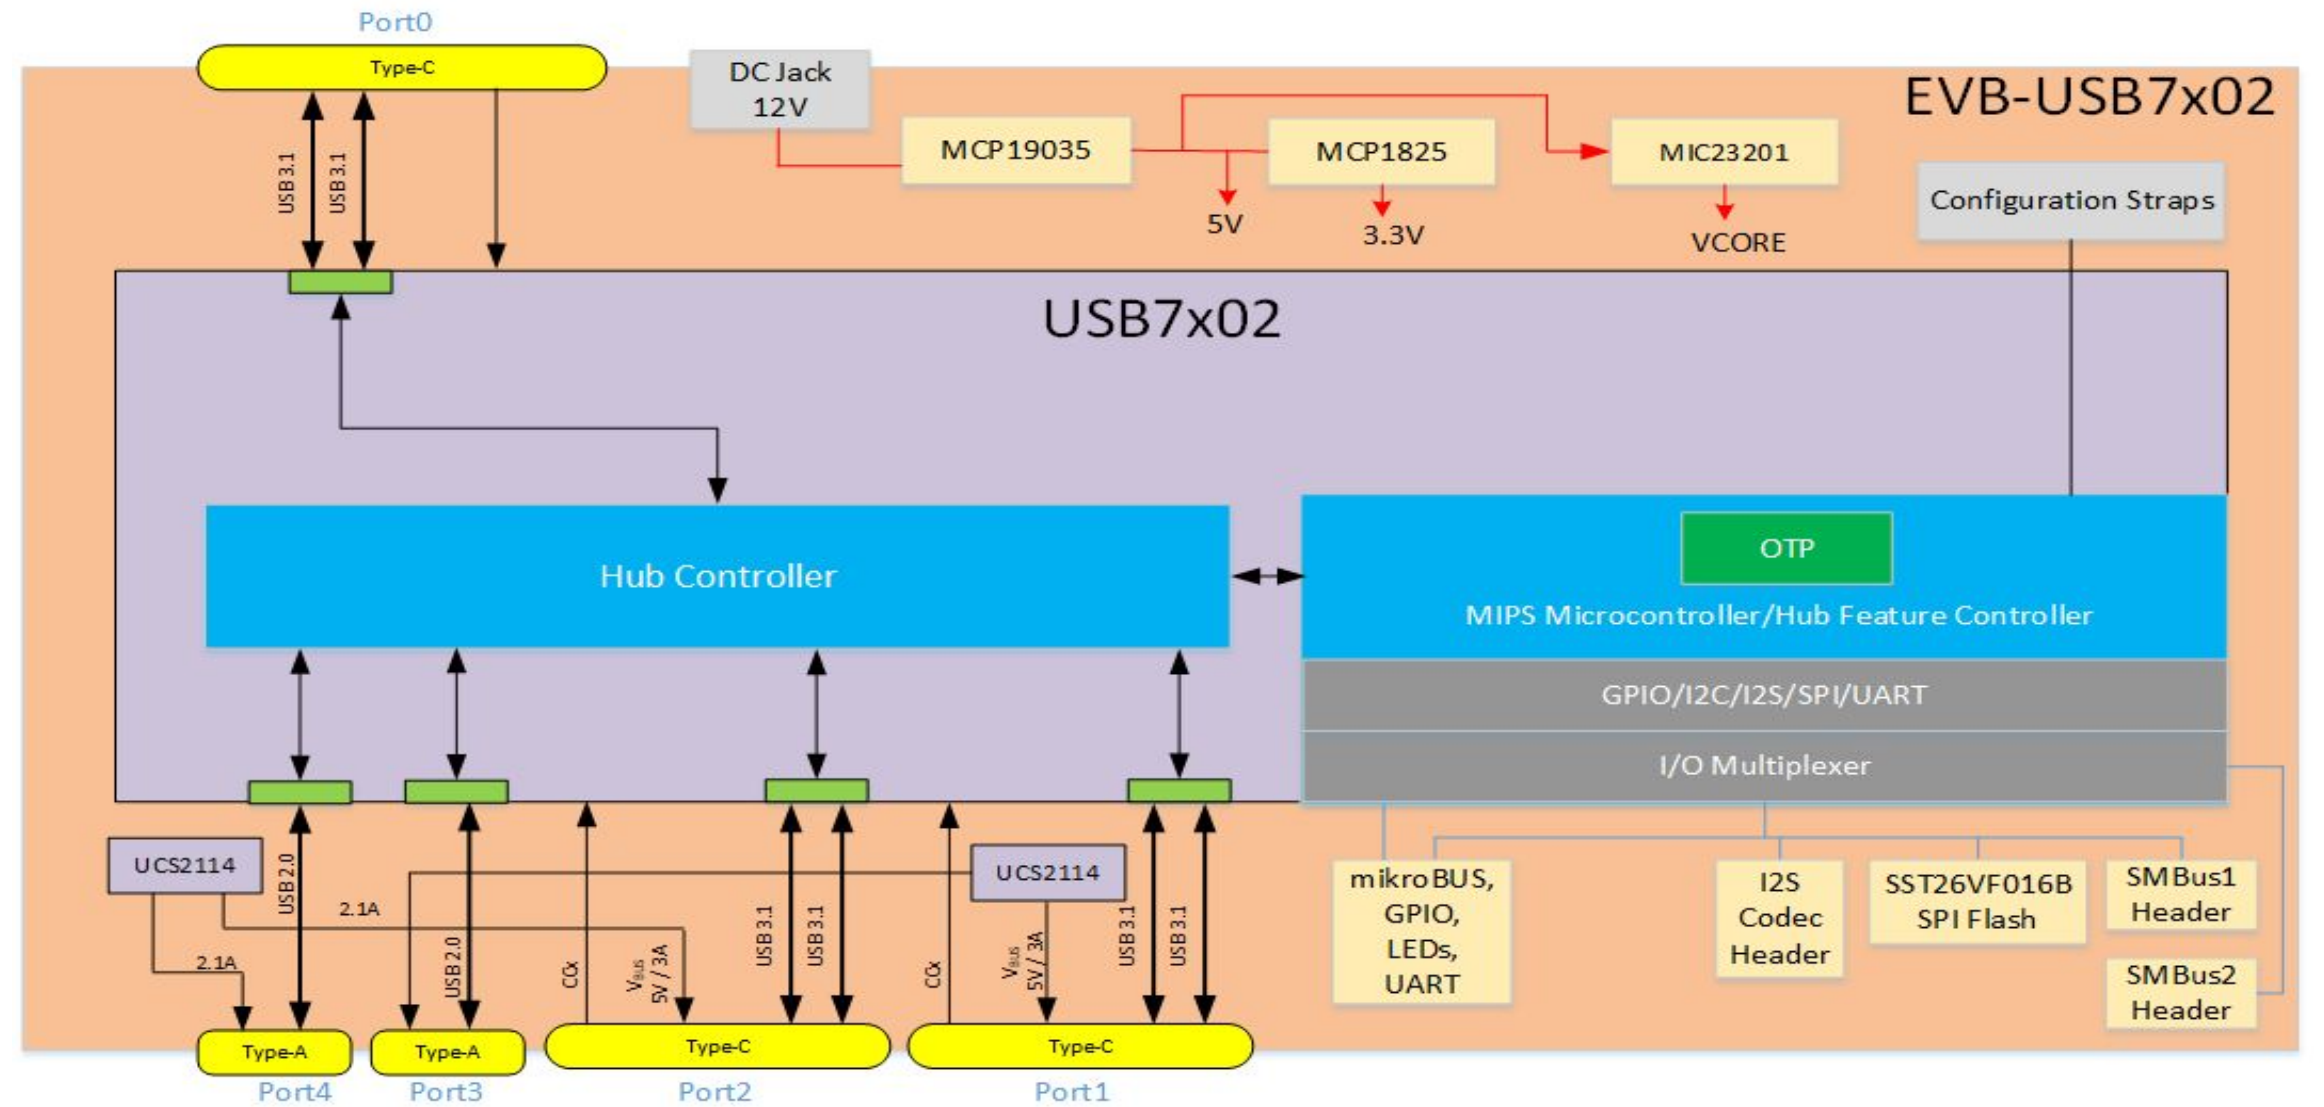 Port0
Type-C
DC Jack
12V
EVB-USB7x02
MCP19035
MCP1825
MIC23201
USB 3.1
USB 3.1
5V
3.3V
VCORE
Configuration Straps
USB7x02
Hub Controller
OTP
MIPS Microcontroller/Hub Feature Controller
GPIO/I2C/I2S/SPI/UART
I/O Multiplexer
UCS2114
USB 2.0
2.1A
2.1A
USB 2.0
CCx
VBUS
5V / 3A
USB 3.1
USB 3.1
UCS2114
CCx
VBUS
5V / 3A
USB 3.1
USB 3.1
mikroBUS,
GPIO,
LEDs,
UART
I2S
Codec
Header
SST26VF016B
SPI Flash
SMBus1
Header
SMBus2
Header
Type-A
Type-A
Type-C
Type-C
Port4
Port3
Port2
Port1